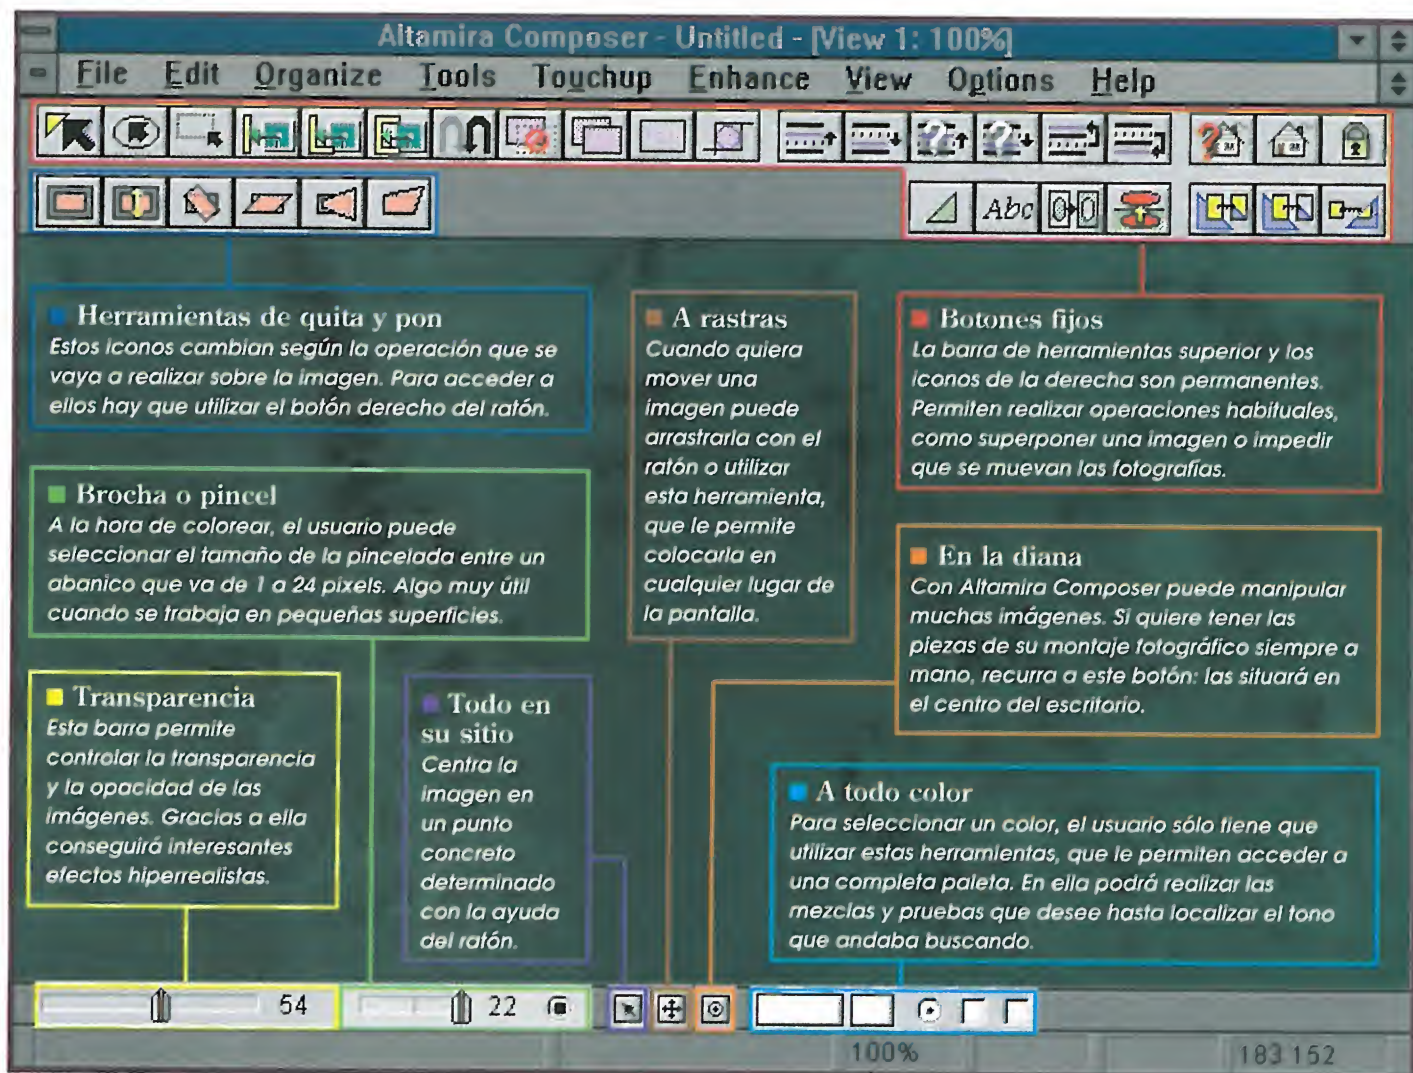 Altamira Composer - Untitled - [View 1: 100%]
File Edit Organize Tools Touchup Enhance View Options Help
Abc
Herramientas de quita y pon
Estos iconos cambian según la operación que se
vaya a realizar sobre la imagen. Para acceder a
ellos hay que utilizar el botón derecho del ratón.
A rastras
Cuando quiera
mover una
imagen puede
arrastrarla con el
ratón o utilizar
esta herramienta,
que le permite
colocarla en
cualquier lugar de
la pantalla.
Botones fijos
La barra de herramientas superior y los
iconos de la derecha son permanentes.
Permiten realizar operaciones habituales,
como superponer una imagen o impedir
que se muevan las fotografías.
Brocha o pincel
A la hora de colorear, el usuario puede
seleccionar el tamaño de la pincelada entre un
abanico que va de 1 a 24 pixels. Algo muy útil
cuando se trabaja en pequeñas superficies.
En la diana
Con Altamira Composer puede manipular
muchas imágenes. Si quiere tener las
piezas de su montaje fotográfico siempre a
mano, recurra a este botón: las situará en
el centro del escritorio.
Transparencia
Esta barra permite
controlar la transparencia
y la opacidad de las
imágenes. Gracias a ella
conseguirá interesantes
efectos hiperrealistas.
Todo en
su sitio
Centra la
imagen en
un punto
concreto
determinado
con la ayuda
del ratón.
A todo color
Para seleccionar un color, el usuario sólo tiene que
utilizar estas herramientas, que le permiten acceder a
una completa paleta. En ella podrá realizar las
mezclas y pruebas que desee hasta localizar el tono
que andaba buscando.
54
22
100%
183 152